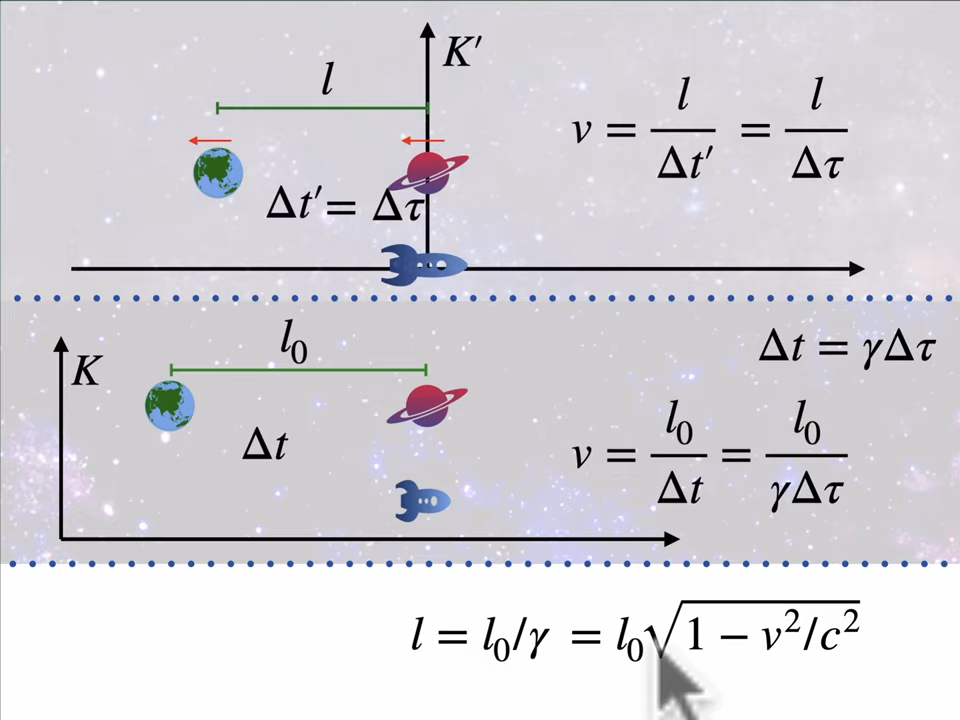 K′
l
v = l/Δt′ = l/Δτ
Δt′ = Δτ
l₀
K
Δt = γΔτ
Δt
v = l₀/Δt = l₀/γΔτ
l = l₀/γ = l₀√(1 − v²/c²)